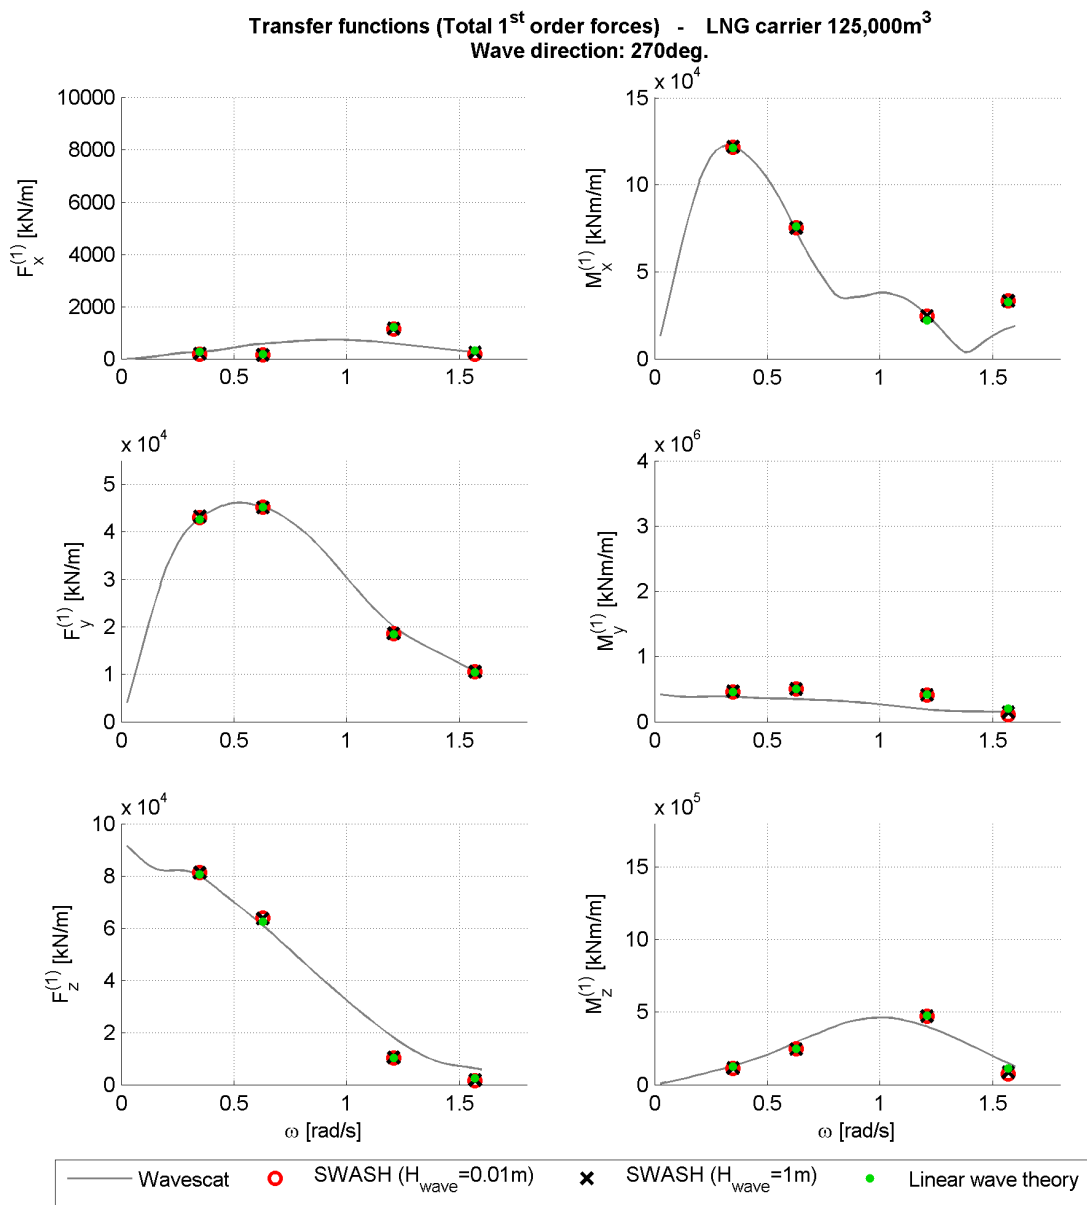 Transfer functions (Total 1st order forces) - LNG carrier 125,000m3
Wave direction: 270deg.
10000
8000
6000
4000
2000
0
0 0.5 1 1.5
Fx(1) [kN/m]
x 10^4
15
10
5
0
0 0.5 1 1.5
Mx(1) [kNm/m]
x 10^4
5
4
3
2
1
0
0 0.5 1 1.5
Fy(1) [kN/m]
x 10^6
4
3
2
1
0
0 0.5 1 1.5
My(1) [kNm/m]
x 10^4
10
8
6
4
2
0
0 0.5 1 1.5
Fz(1) [kN/m]
ω [rad/s]
x 10^5
15
10
5
0
0 0.5 1 1.5
Mz(1) [kNm/m]
ω [rad/s]
Wavescat SWASH (Hwave=0.01m) SWASH (Hwave=1m) Linear wave theory